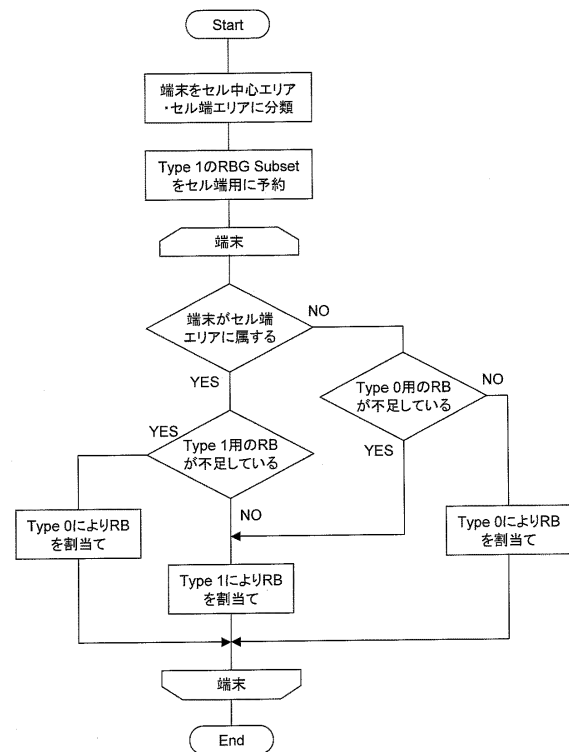 Start
端末をセル中心エリア
・セル端エリアに分類
Type 1のRBG Subset
をセル端用に予約
端末
端末がセル端
エリアに属する
NO
YES
Type 0用のRB
が不足している
NO
YES
YES
Type 1用のRB
が不足している
NO
Type 0によりRB
を割当て
Type 0によりRB
を割当て
Type 1によりRB
を割当て
端末
End